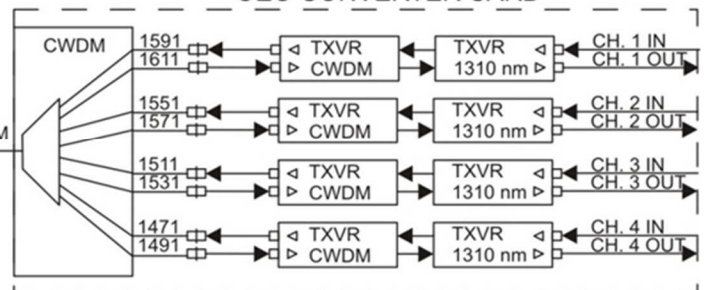 CWDM
1591 TXVR TXVR CH. 1 IN
1611 CWDM 1310 nm CH. 1 OUT
1551 TXVR TXVR CH. 2 IN
1571 CWDM 1310 nm CH. 2 OUT
1511 TXVR TXVR CH. 3 IN
1531 CWDM 1310 nm CH. 3 OUT
1471 TXVR TXVR CH. 4 IN
1491 CWDM 1310 nm CH. 4 OUT